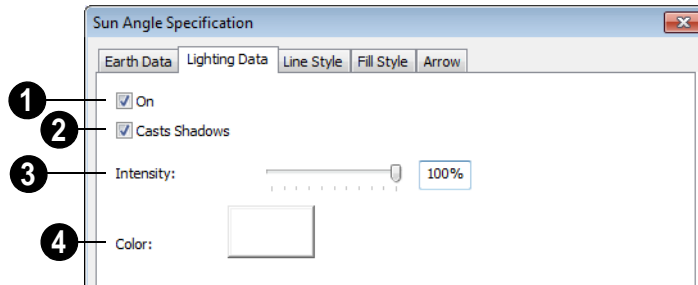 Sun Angle Specification
Earth Data Lighting Data Line Style Fill Style Arrow
1 On
2 Casts Shadows
3 Intensity: 100%
4 Color: